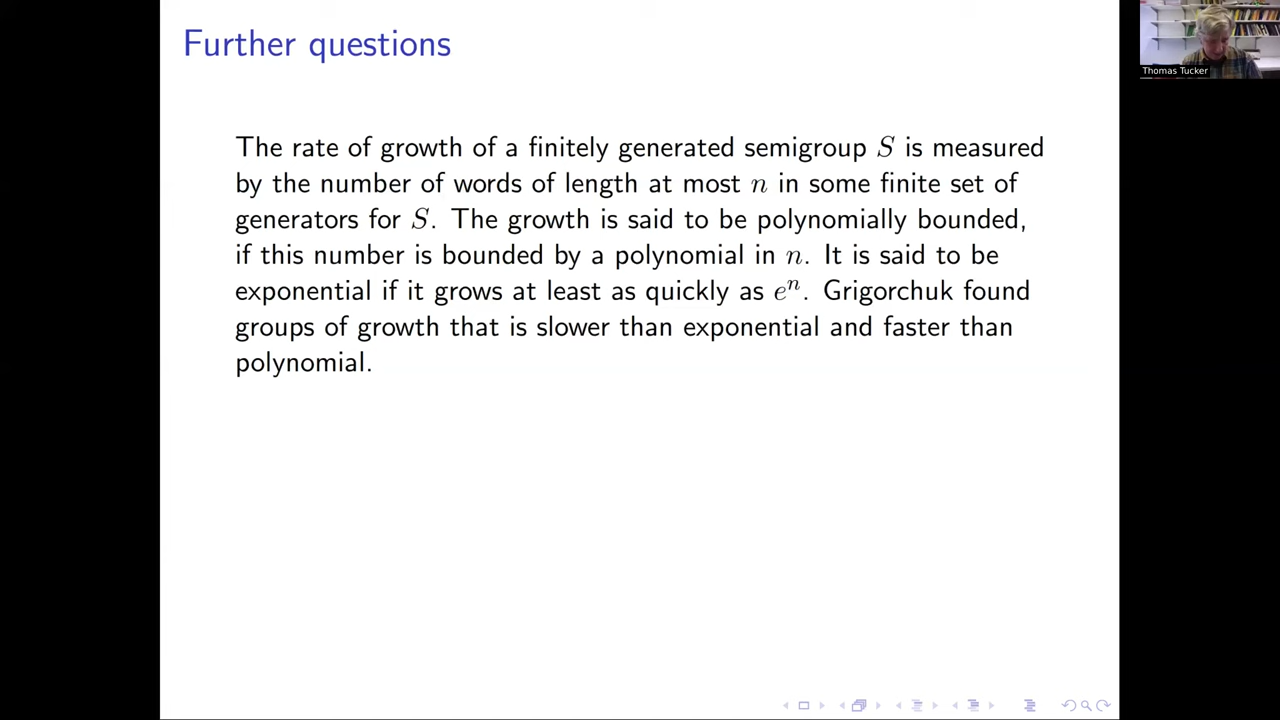 Further questions
Thomas Tucker
The rate of growth of a finitely generated semigroup S is measured
by the number of words of length at most n in some finite set of
generators for S. The growth is said to be polynomially bounded,
if this number is bounded by a polynomial in n. It is said to be
exponential if it grows at least as quickly as eⁿ. Grigorchuk found
groups of growth that is slower than exponential and faster than
polynomial.